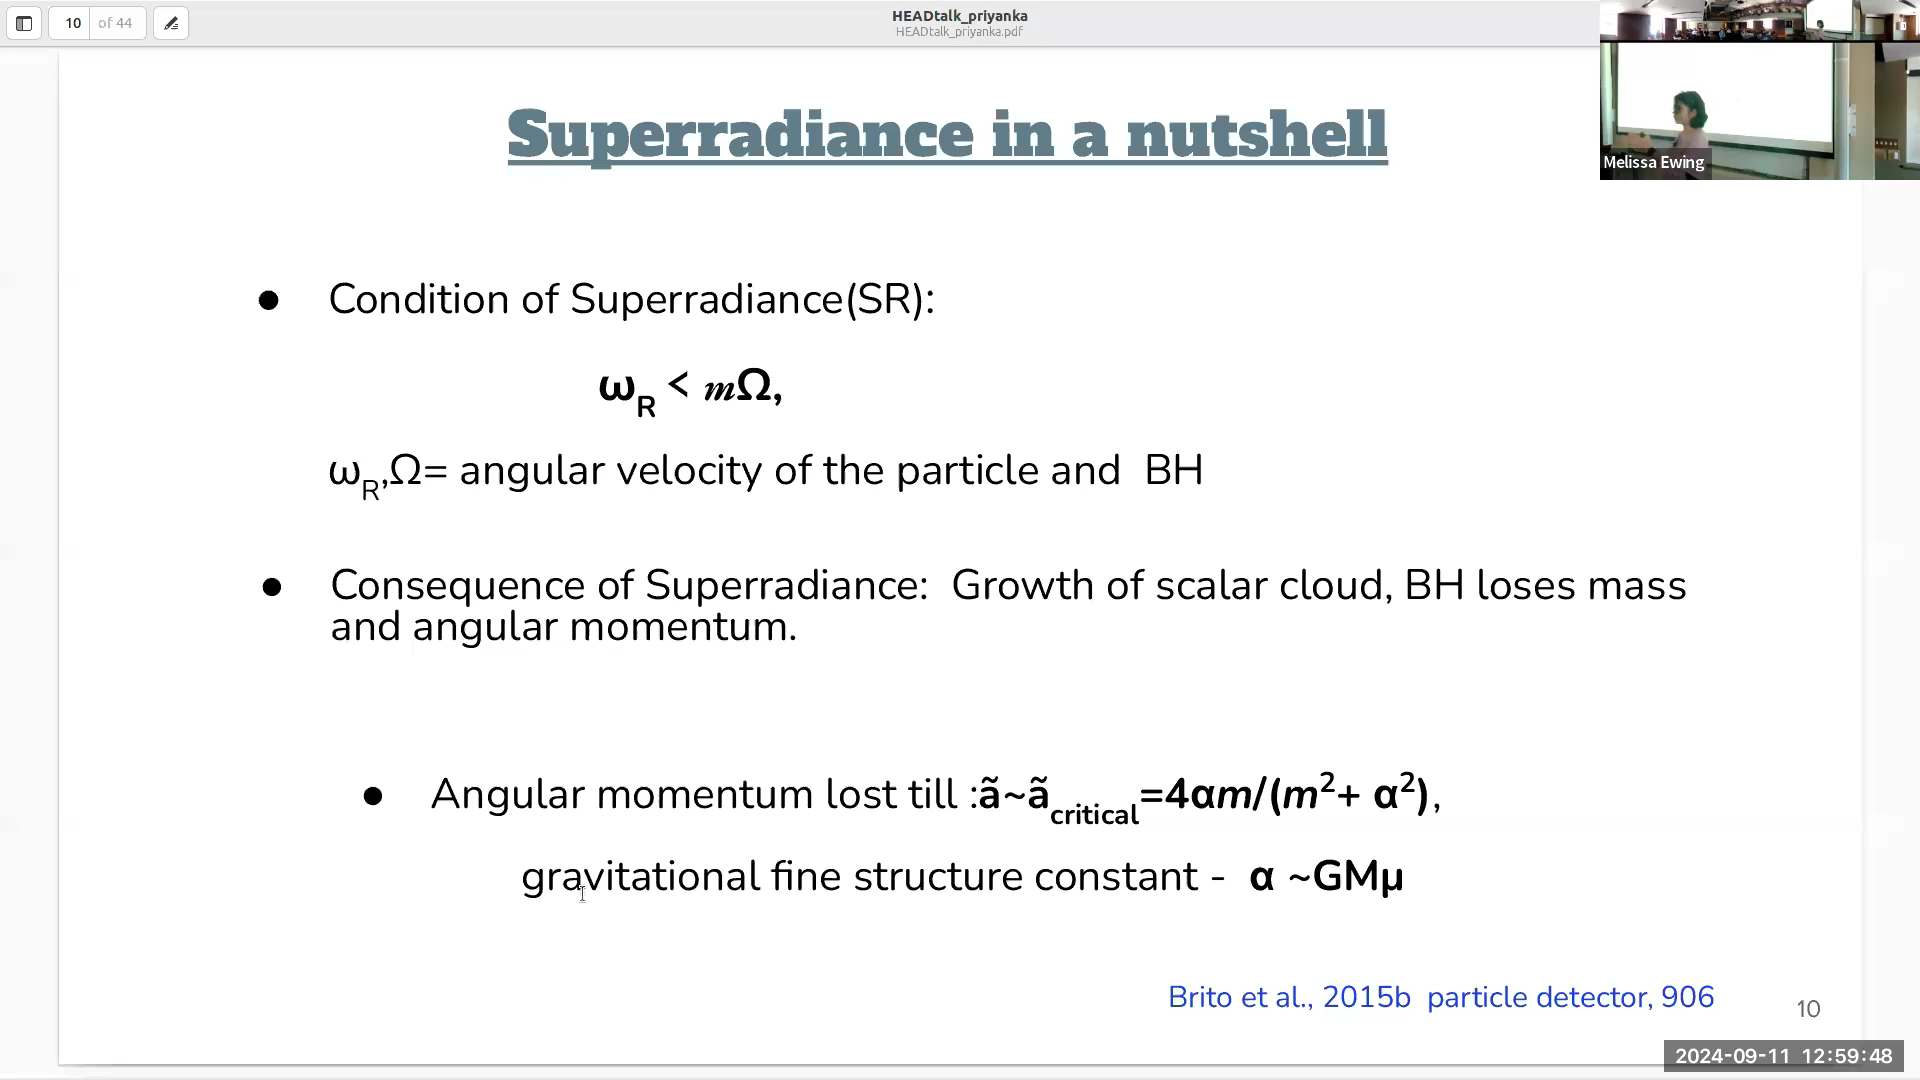 10 of 44
HEADtalk_priyanka
HEADtalk_priyanka.pdf
Melissa Ewing
Superradiance in a nutshell
● Condition of Superradiance(SR):
ω_R < 𝑚Ω,
ω_R,Ω= angular velocity of the particle and BH
● Consequence of Superradiance: Growth of scalar cloud, BH loses mass
and angular momentum.
● Angular momentum lost till :ã~ã_critical=4αm/(m²+ α²),
gravitational fine structure constant - α ~GMμ
Brito et al., 2015b particle detector, 906
10
2024-09-11 12:59:48